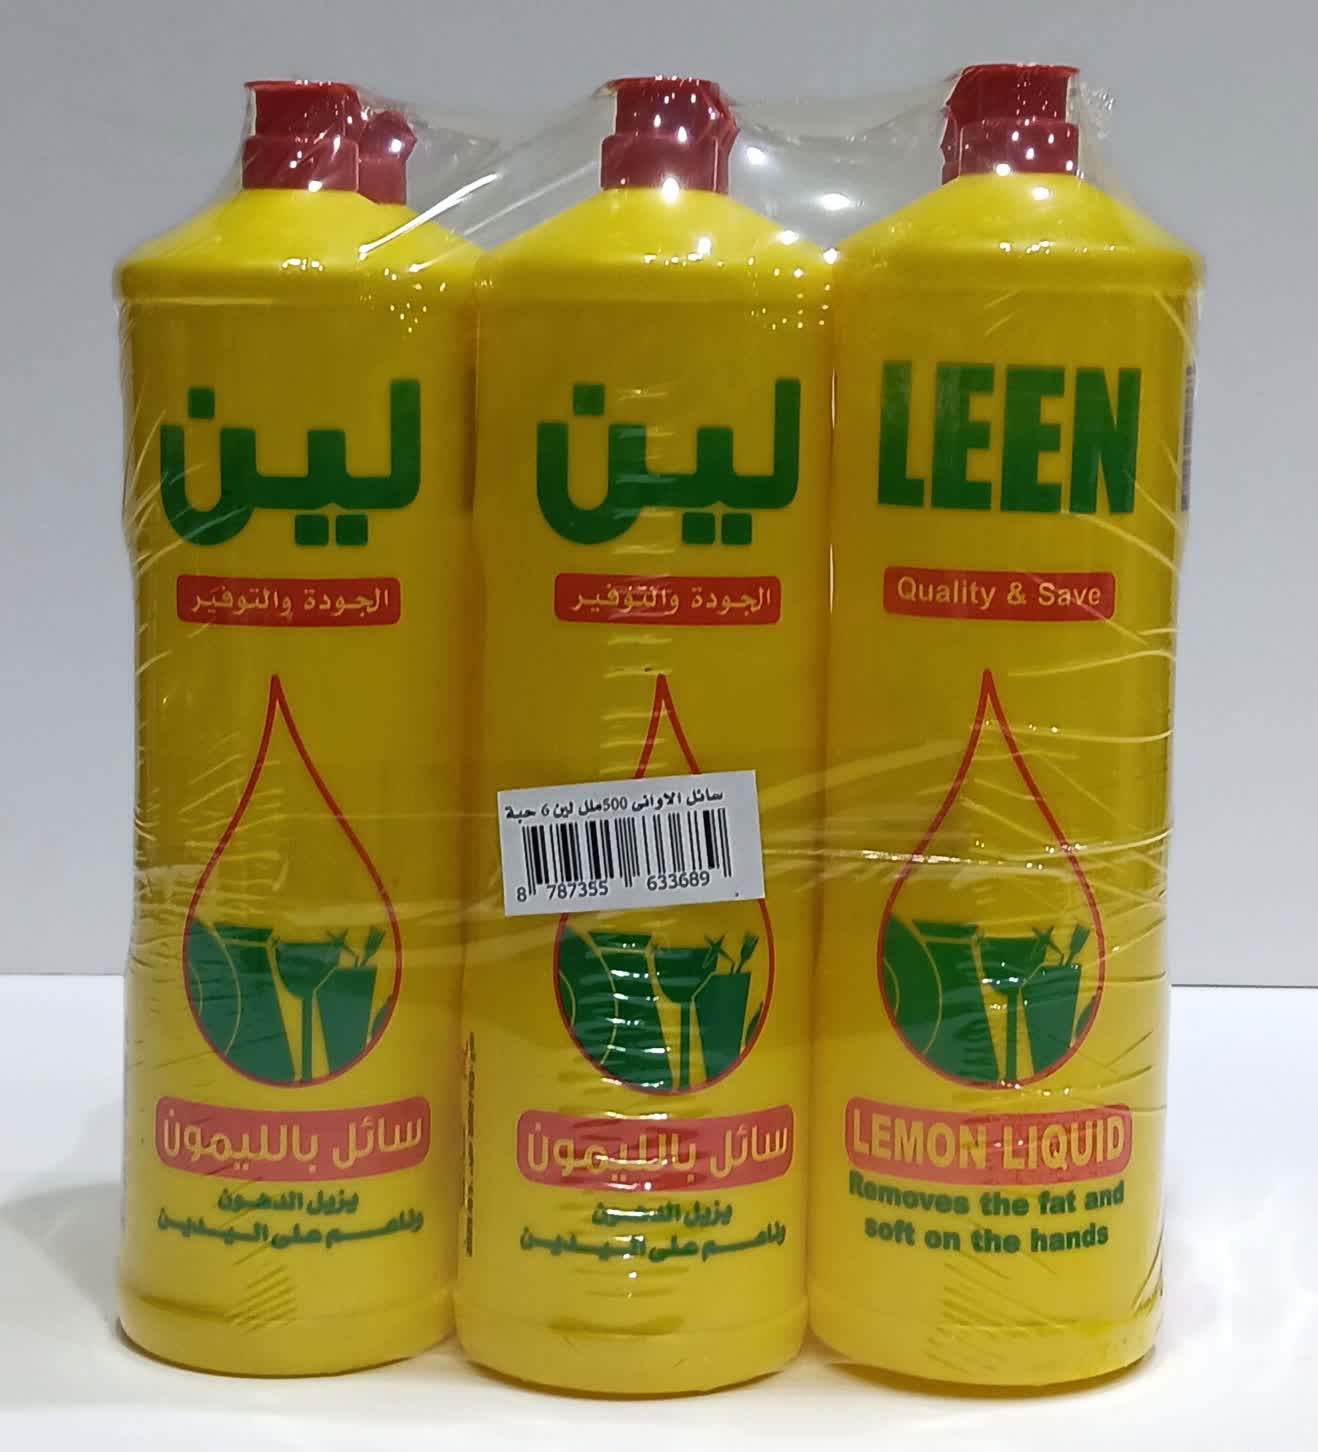 لين
الجودة والتوفير
سائل بالليمون
يزيل الدهون
وناعم على اليدين
لين
الجودة والتوفير
سائل الاواني 500ملل لين 6 حبة
8 787355 633689
سائل بالليمون
يزيل الدهون
وناعم على اليدين
LEEN
Quality & Save
LEMON LIQUID
Removes the fat and
soft on the hands